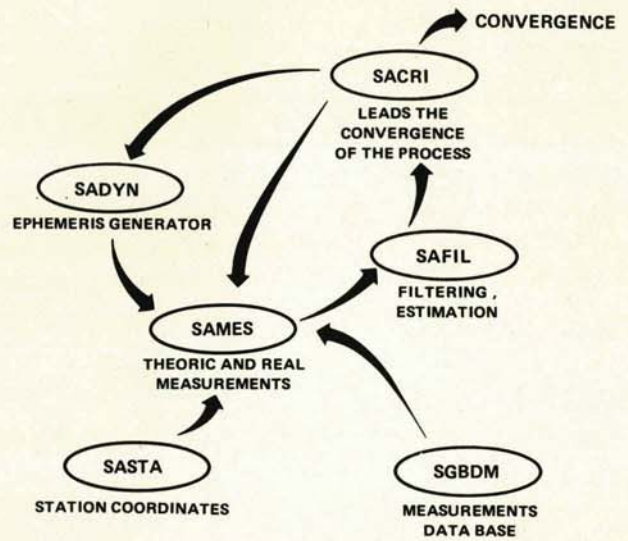 CONVERGENCE
SACRI
LEADS THE
CONVERGENCE
OF THE PROCESS
SADYN
EPHEMERIS GENERATOR
SAFIL
FILTERING ,
ESTIMATION
SAMES
THEORIC AND REAL
MEASUREMENTS
SASTA
STATION COORDINATES
SGBDM
MEASUREMENTS
DATA BASE